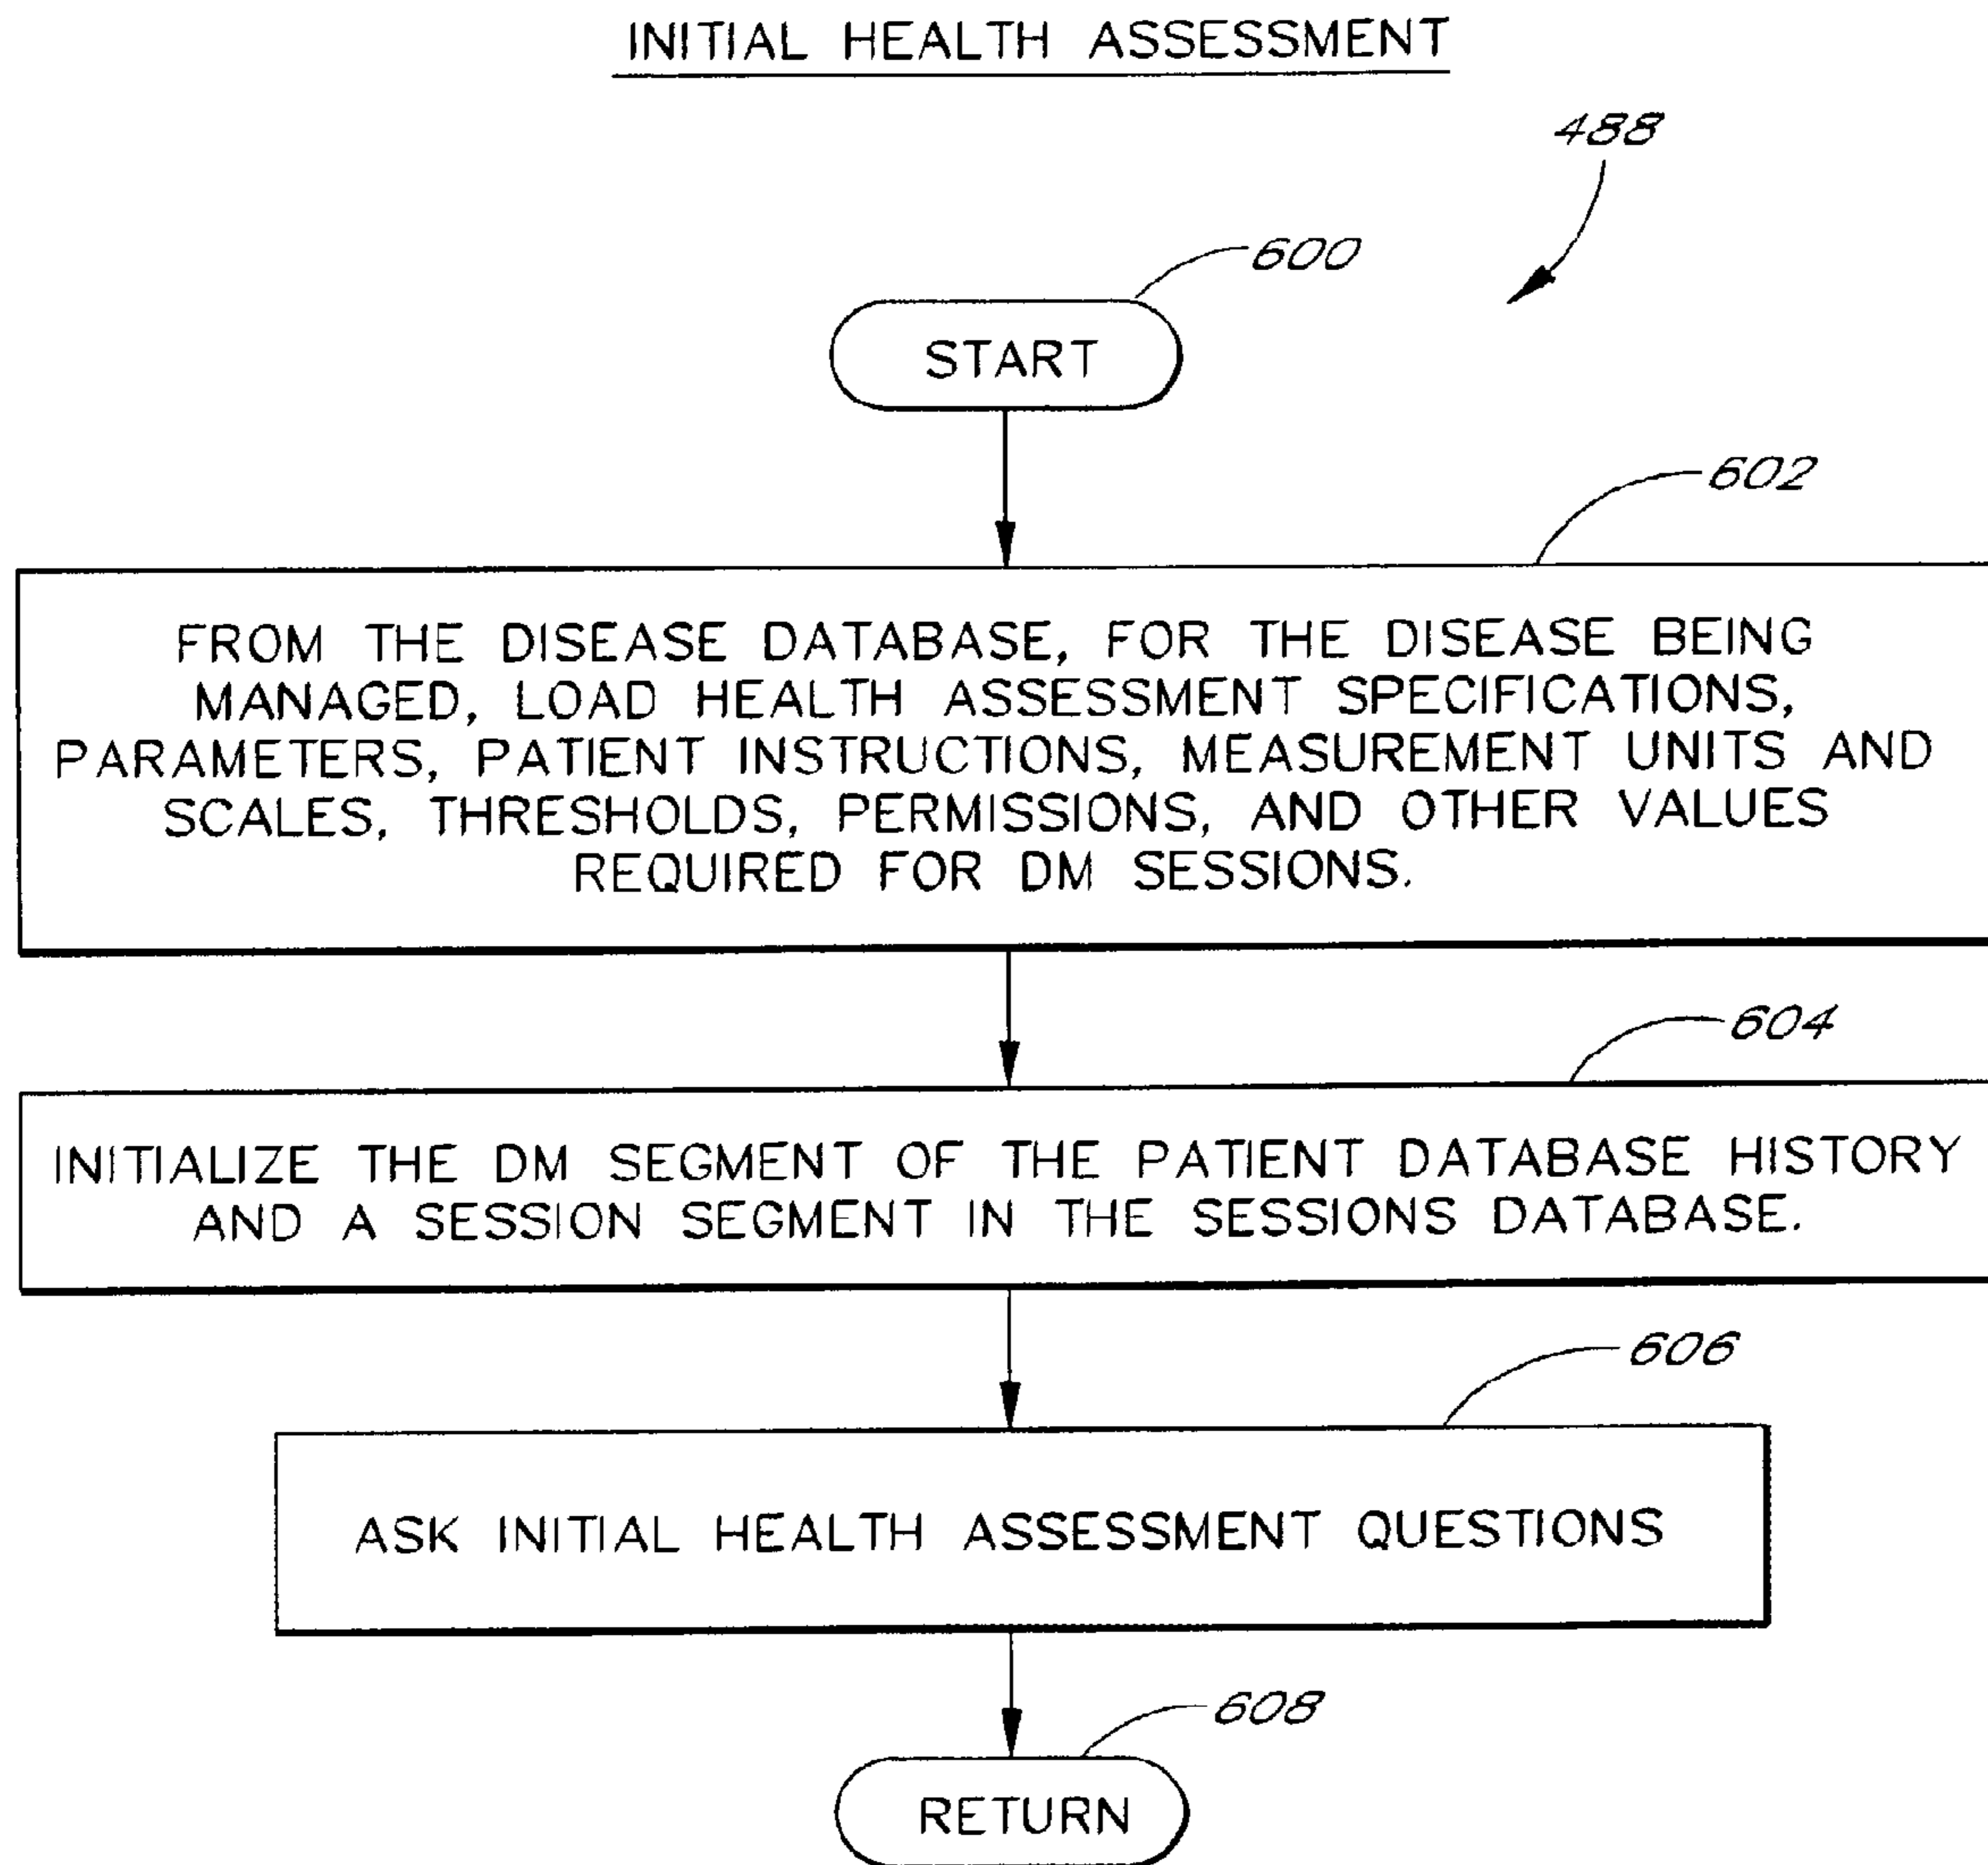 INITIAL HEALTH ASSESSMENT
488
600
START
602
FROM THE DISEASE DATABASE, FOR THE DISEASE BEING
MANAGED, LOAD HEALTH ASSESSMENT SPECIFICATIONS,
PARAMETERS, PATIENT INSTRUCTIONS, MEASUREMENT UNITS AND
SCALES, THRESHOLDS, PERMISSIONS, AND OTHER VALUES
REQUIRED FOR DM SESSIONS.
604
INITIALIZE THE DM SEGMENT OF THE PATIENT DATABASE HISTORY
AND A SESSION SEGMENT IN THE SESSIONS DATABASE.
606
ASK INITIAL HEALTH ASSESSMENT QUESTIONS
608
RETURN